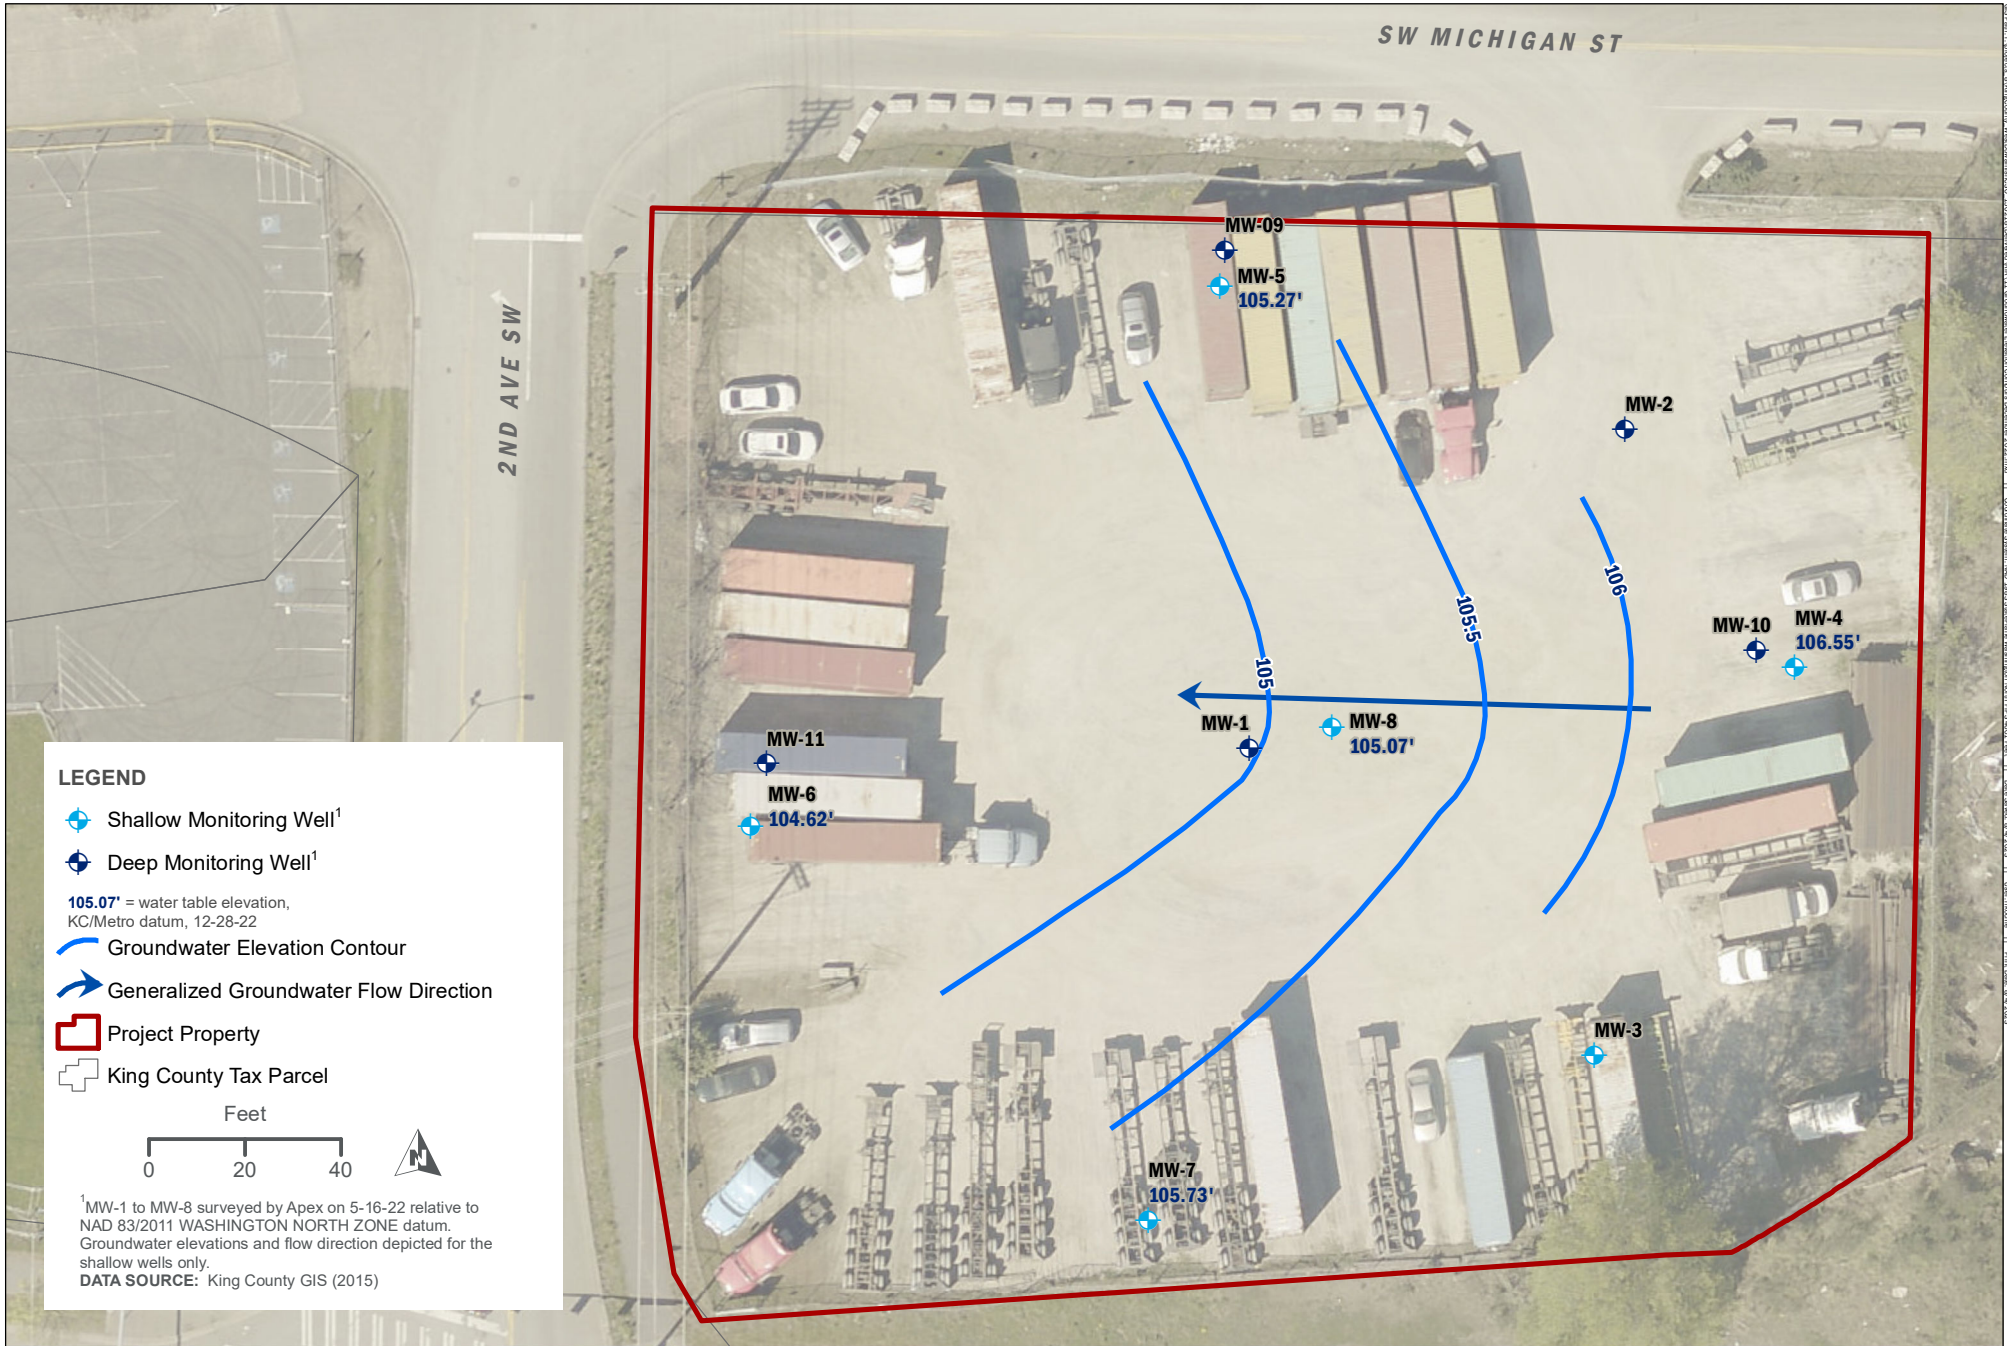 SW MICHIGAN ST
2ND AVE SW
MW-09
MW-5
105.27'
MW-2
106
105.5
105
MW-10
MW-4
106.55'
MW-1
MW-8
105.07'
MW-11
MW-6
104.62'
MW-3
MW-7
105.73'
LEGEND
Shallow Monitoring Well1
Deep Monitoring Well1
105.07' = water table elevation,
KC/Metro datum, 12-28-22
Groundwater Elevation Contour
Generalized Groundwater Flow Direction
Project Property
King County Tax Parcel
Feet
0 20 40
N
1MW-1 to MW-8 surveyed by Apex on 5-16-22 relative to
NAD 83/2011 WASHINGTON NORTH ZONE datum.
Groundwater elevations and flow direction depicted for the
shallow wells only.
DATA SOURCE: King County GIS (2015)